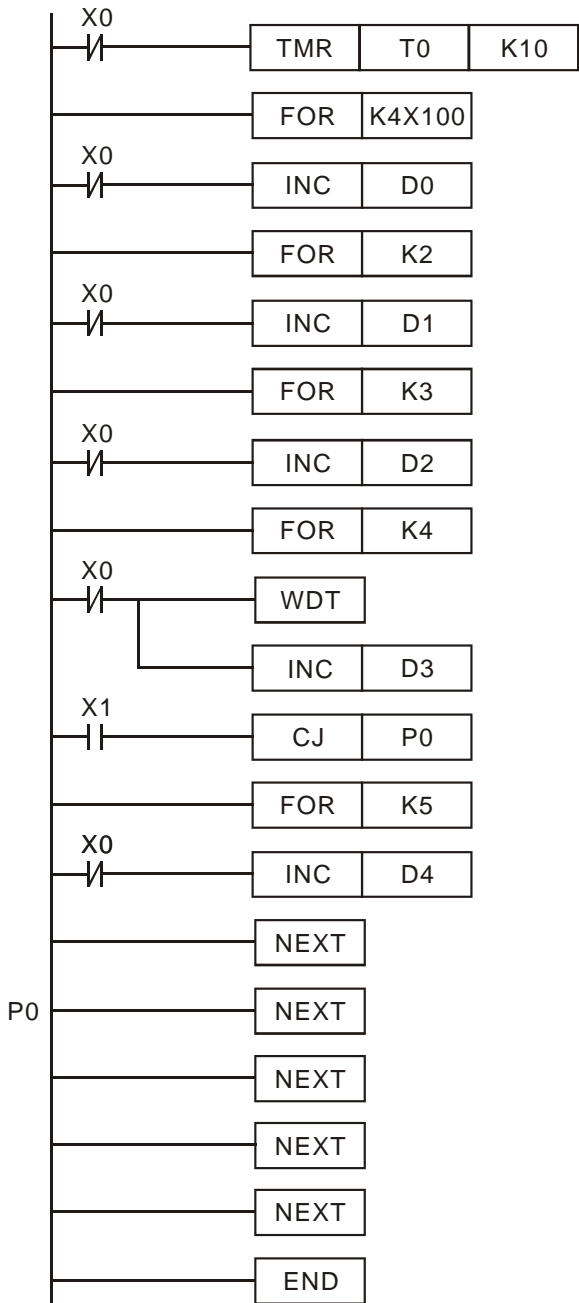 X0
TMR T0 K10
FOR K4X100
X0
INC D0
FOR K2
X0
INC D1
FOR K3
X0
INC D2
FOR K4
X0
WDT
INC D3
X1
CJ P0
FOR K5
X0
INC D4
NEXT
P0 NEXT
NEXT
NEXT
NEXT
END